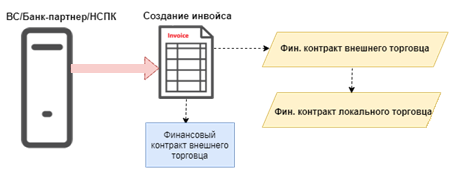 ВС/Банк-партнер/НСПК
Создание инвойса
Invoice
Фин. контракт внешнего торговца
Фин. контракт локального торговца
Финансовый
контракт внешнего
торговца